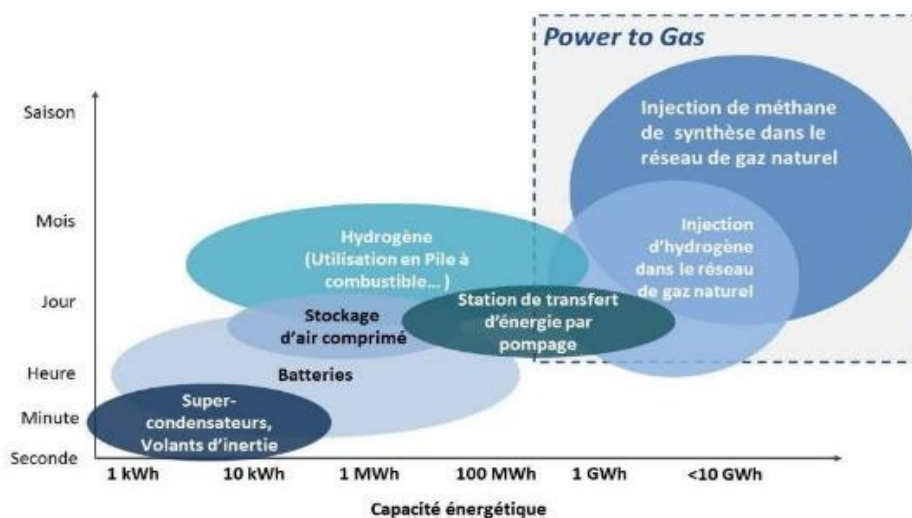 Power to Gas
Saison
Mois
Jour
Heure
Minute
Seconde
Injection de méthane
de synthèse dans le
réseau de gaz naturel
Injection
d'hydrogène
dans le réseau
de gaz naturel
Hydrogène
(Utilisation en Pile à
combustible... )
Station de transfert
d'énergie par
pompage
Stockage
d'air comprimé
Batteries
Super-
condensateurs,
Volants d'inertie
1 kWh 10 kWh 1 MWh 100 MWh 1 GWh <10 GWh
Capacité énergétique